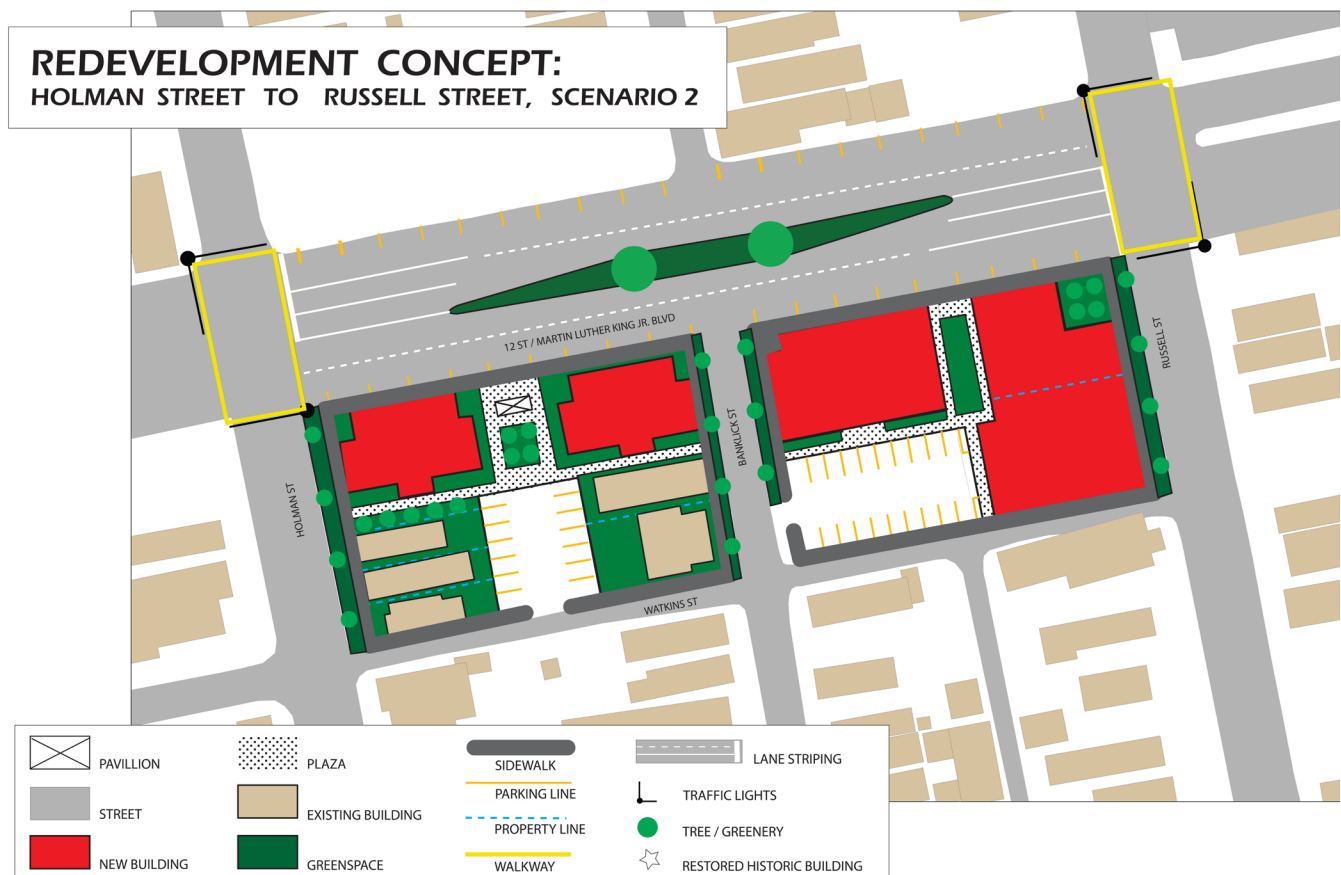 REDEVELOPMENT CONCEPT:
HOLMAN STREET TO RUSSELL STREET, SCENARIO 2
12 ST / MARTIN LUTHER KING JR. BLVD
RUSSELL ST
BANKLICK ST
HOLMAN ST
WATKINS ST
PAVILLION
PLAZA
SIDEWALK
LANE STRIPING
STREET
EXISTING BUILDING
PARKING LINE
TRAFFIC LIGHTS
PROPERTY LINE
TREE / GREENERY
NEW BUILDING
GREENSPACE
WALKWAY
RESTORED HISTORIC BUILDING